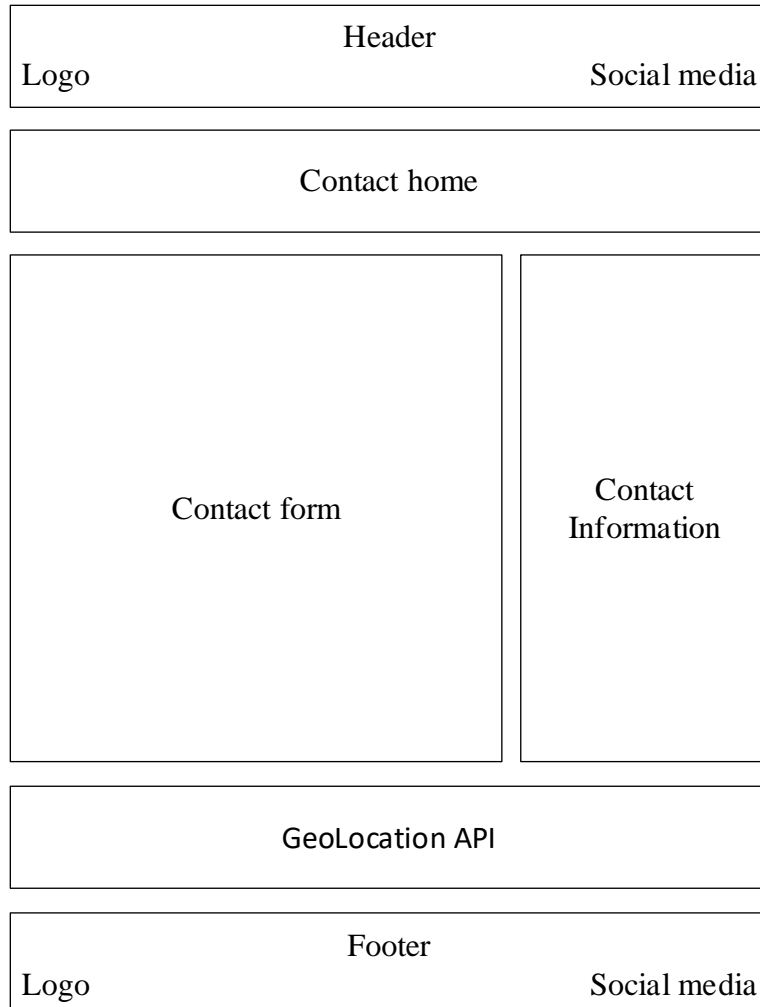 Header
Logo Social media
Contact home
Contact form
Contact
Information
GeoLocation API
Footer
Logo Social media